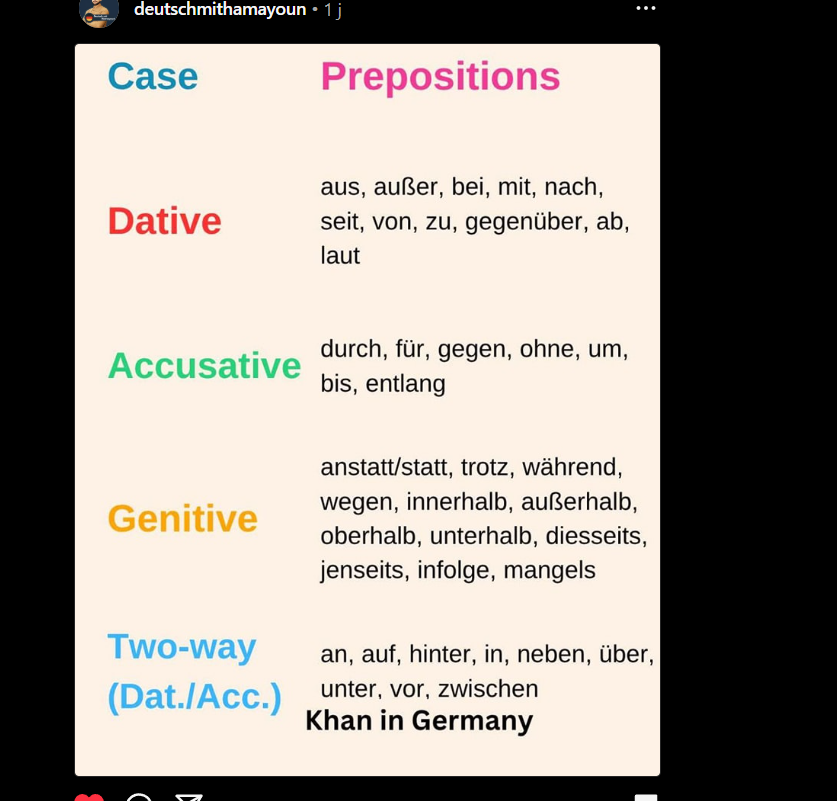 deutschmithamayoun • 1 j
Case Prepositions
Dative
aus, außer, bei, mit, nach,
seit, von, zu, gegenüber, ab,
laut
Accusative
durch, für, gegen, ohne, um,
bis, entlang
Genitive
anstatt/statt, trotz, während,
wegen, innerhalb, außerhalb,
oberhalb, unterhalb, diesseits,
jenseits, infolge, mangels
Two-way
(Dat./Acc.)
an, auf, hinter, in, neben, über,
unter, vor, zwischen
Khan in Germany